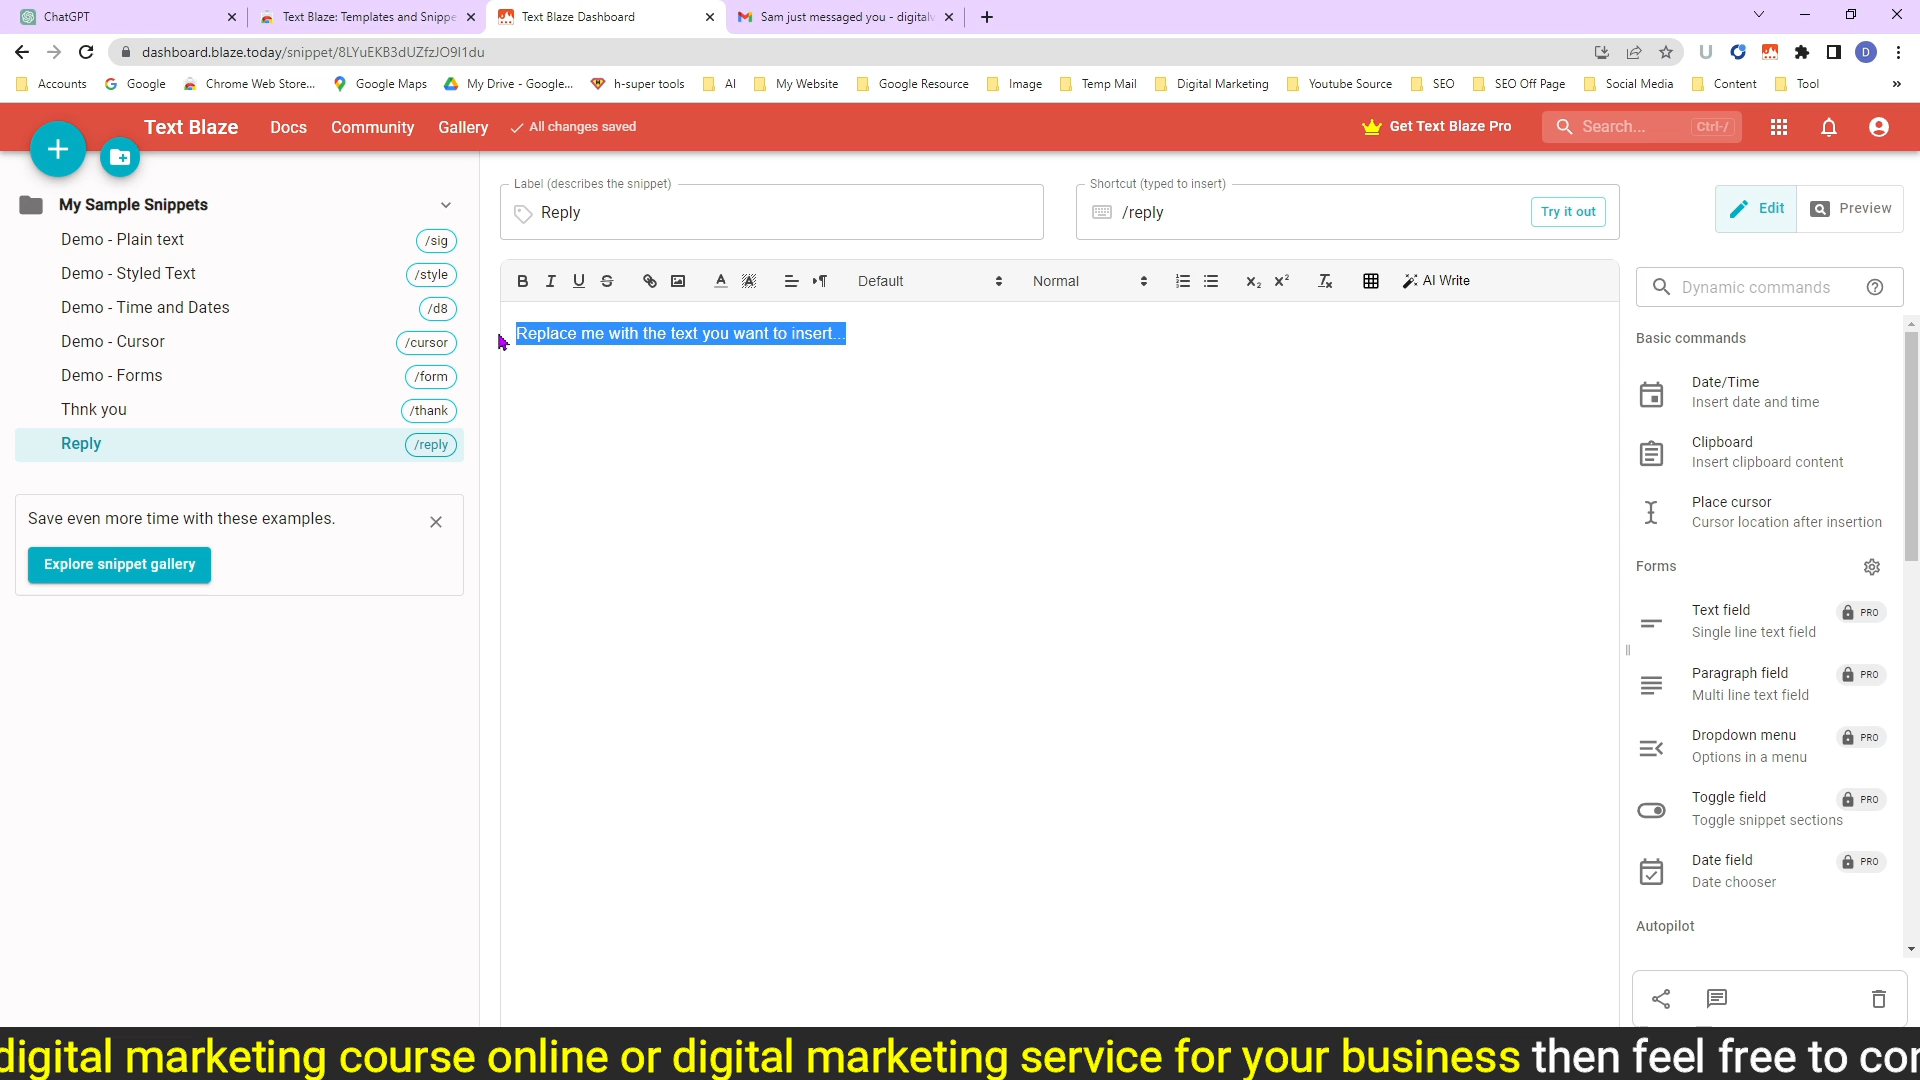 ChatGPT
Text Blaze: Templates and Snippe
Text Blaze Dashboard
Sam just messaged you - digitalv
dashboard.blaze.today/snippet/8LYuEKB3dUZfzJO9I1du
D
Accounts
Google
Chrome Web Store...
Google Maps
My Drive - Google...
h-super tools
AI
My Website
Google Resource
Image
Temp Mail
Digital Marketing
Youtube Source
SEO
SEO Off Page
Social Media
Content
Tool
»
Text Blaze
Docs
Community
Gallery
All changes saved
Get Text Blaze Pro
Search...
Ctrl-/
My Sample Snippets
Demo - Plain text
/sig
Demo - Styled Text
/style
Demo - Time and Dates
/d8
Demo - Cursor
/cursor
Demo - Forms
/form
Thnk you
/thank
Reply
/reply
Save even more time with these examples.
Explore snippet gallery
Label (describes the snippet)
Reply
Shortcut (typed to insert)
/reply
Try it out
Edit
Preview
B I U S
Default
Normal
AI Write
Replace me with the text you want to insert...
Dynamic commands
Basic commands
Date/Time
Insert date and time
Clipboard
Insert clipboard content
Place cursor
Cursor location after insertion
Forms
Text field
PRO
Single line text field
Paragraph field
PRO
Multi line text field
Dropdown menu
PRO
Options in a menu
Toggle field
PRO
Toggle snippet sections
Date field
PRO
Date chooser
Autopilot
digital marketing course online or digital marketing service for your business then feel free to cor